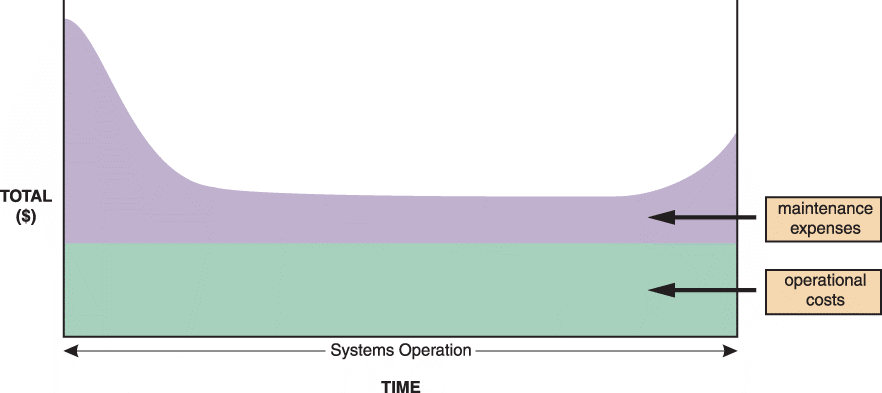 TOTAL
($)
maintenance
expenses
operational
costs
Systems Operation
TIME